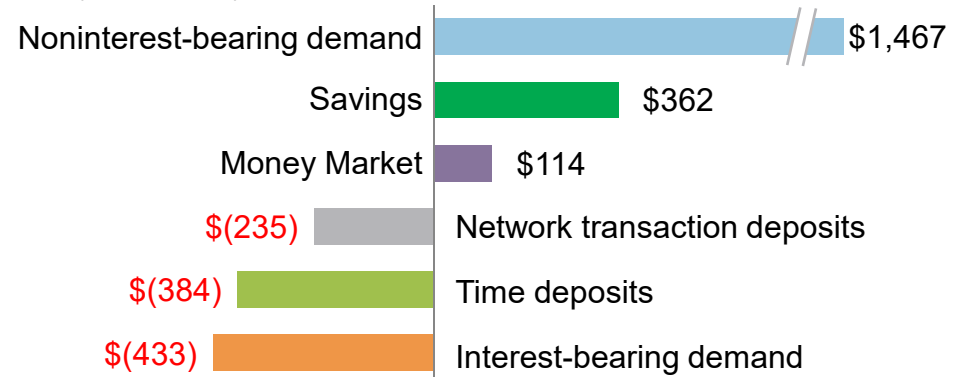 Noninterest-bearing demand $1,467
Savings $362
Money Market $114
$(235) Network transaction deposits
$(384) Time deposits
$(433) Interest-bearing demand